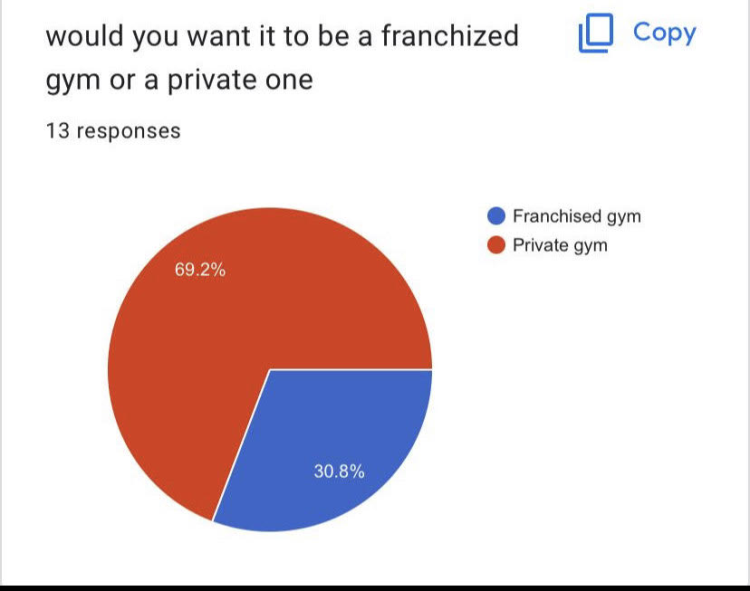 would you want it to be a franchized
gym or a private one
Copy
13 responses
Franchised gym
Private gym
69.2%
30.8%